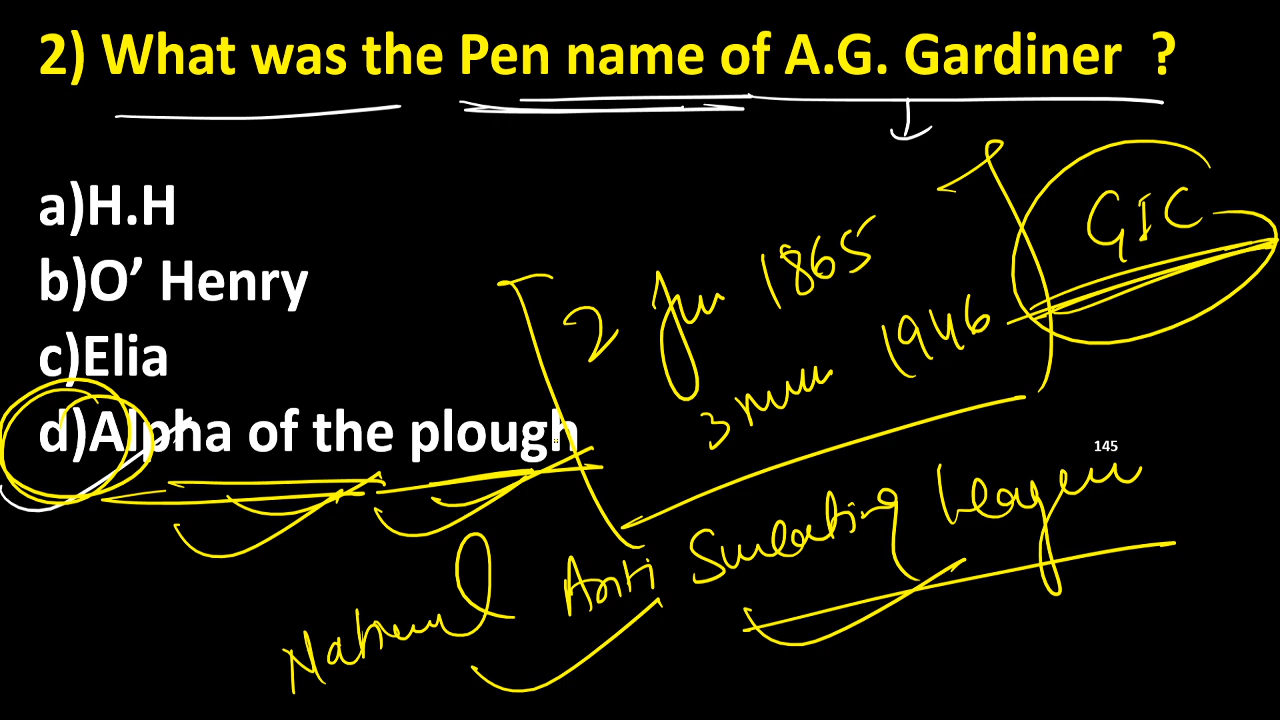 2) What was the Pen name of A.G. Gardiner ?
a)H.H
GIC
b)O’ Henry
2 Jun 1865
c)Elia
3 1946
d)Alpha of the plough
145
National Anti Sweating League